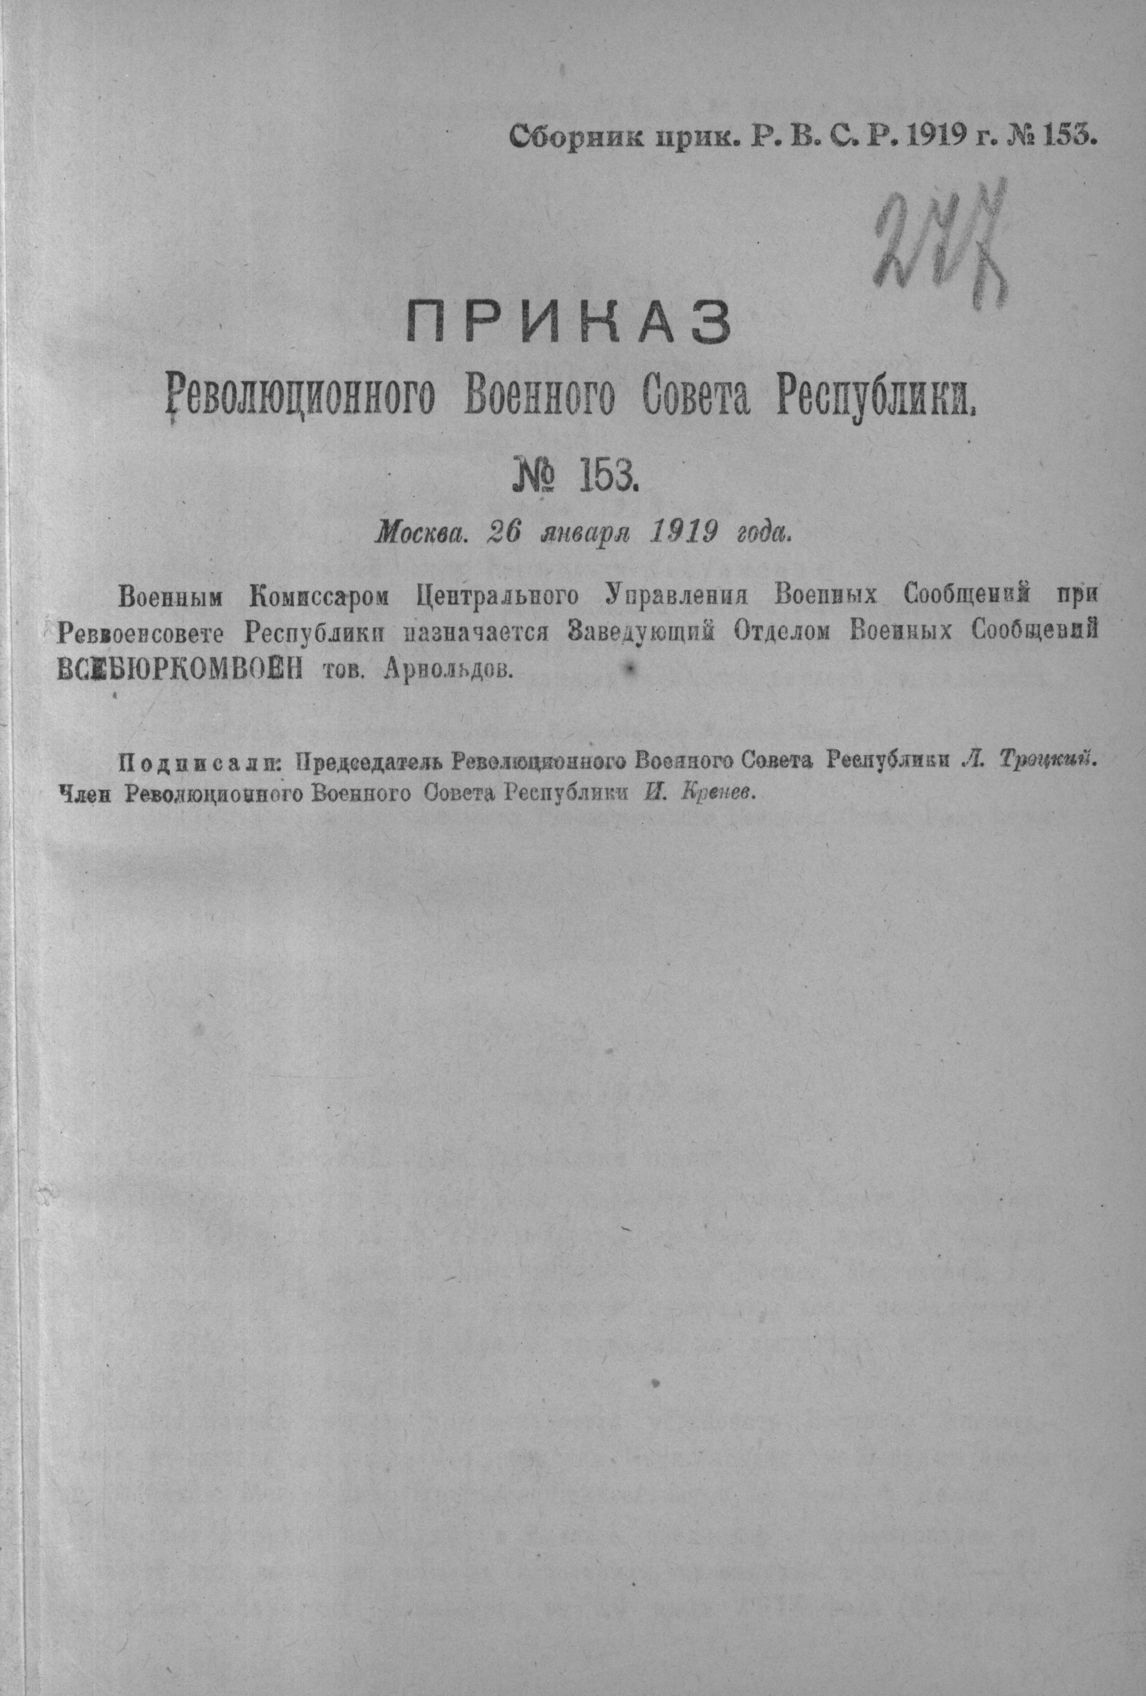 Сборник прик. Р. В. С. Р. 1919 г. № 153.
277
ПРИКАЗ
Революционного Военного Совета Республики.
№ 153.
Москва. 26 января 1919 года.
Военным Комиссаром Центрального Управления Военных Сообщений при
Реввоенсовете Республики назначается Заведующий Отделом Военных Сообщений
ВСЕБЮРКОМВОЕН тов. Арнольдов.
Подписали: Председатель Революционного Военного Совета Республики Л. Троцкий.
Член Революционного Военного Совета Республики И. Кренев.